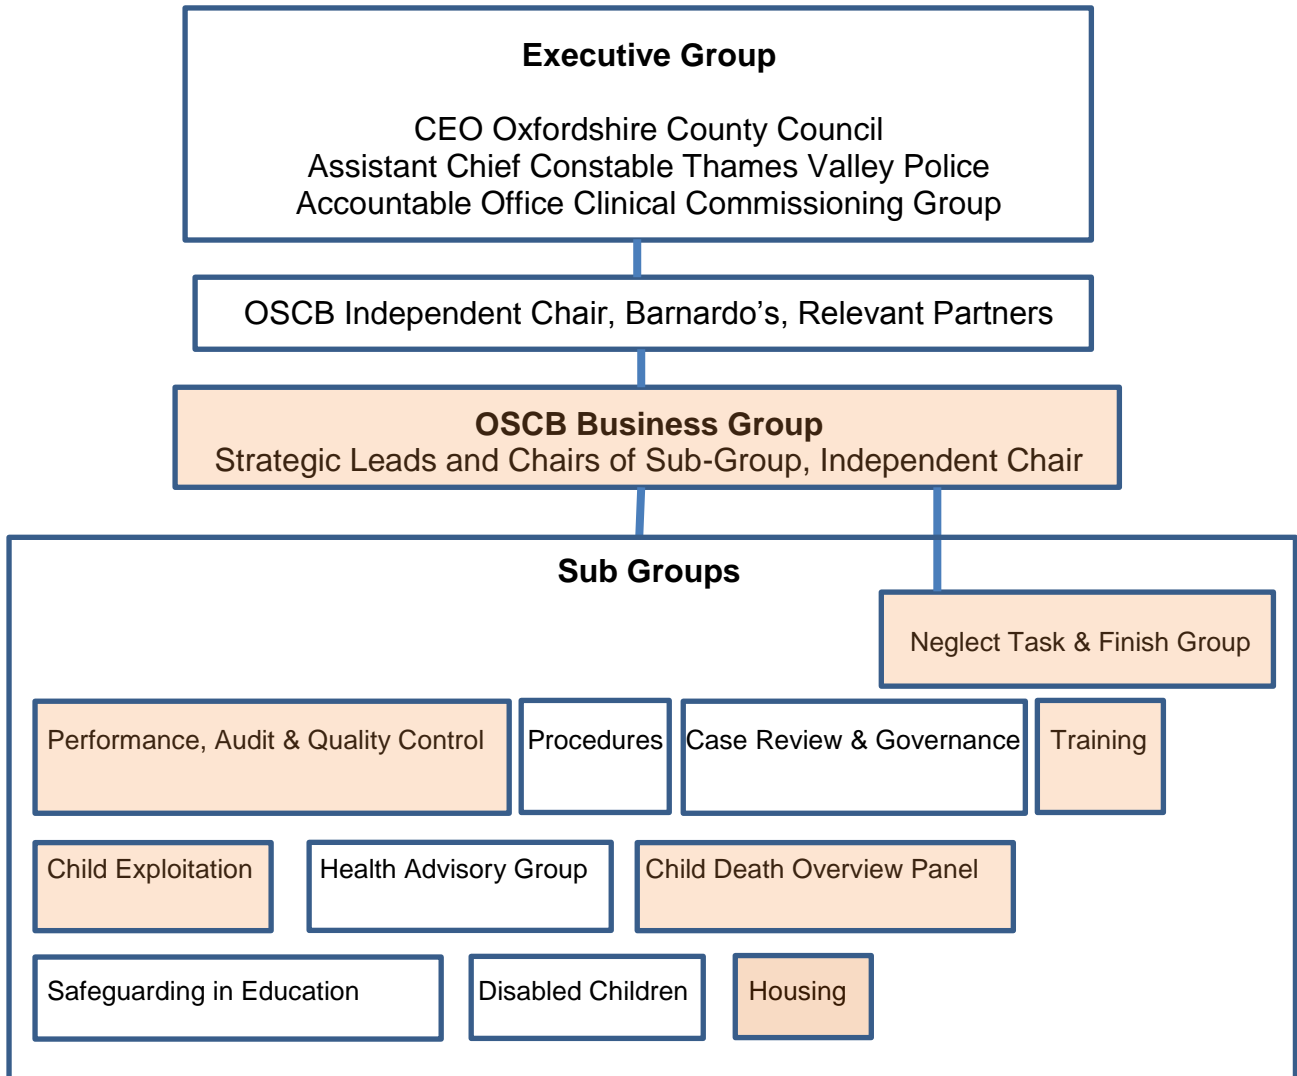 Executive Group
CEO Oxfordshire County Council
Assistant Chief Constable Thames Valley Police
Accountable Office Clinical Commissioning Group
OSCB Independent Chair, Barnardo's, Relevant Partners
OSCB Business Group
Strategic Leads and Chairs of Sub-Group, Independent Chair
Sub Groups
Neglect Task & Finish Group
Performance, Audit & Quality Control
Procedures
Case Review & Governance
Training
Child Exploitation
Health Advisory Group
Child Death Overview Panel
Safeguarding in Education
Disabled Children
Housing